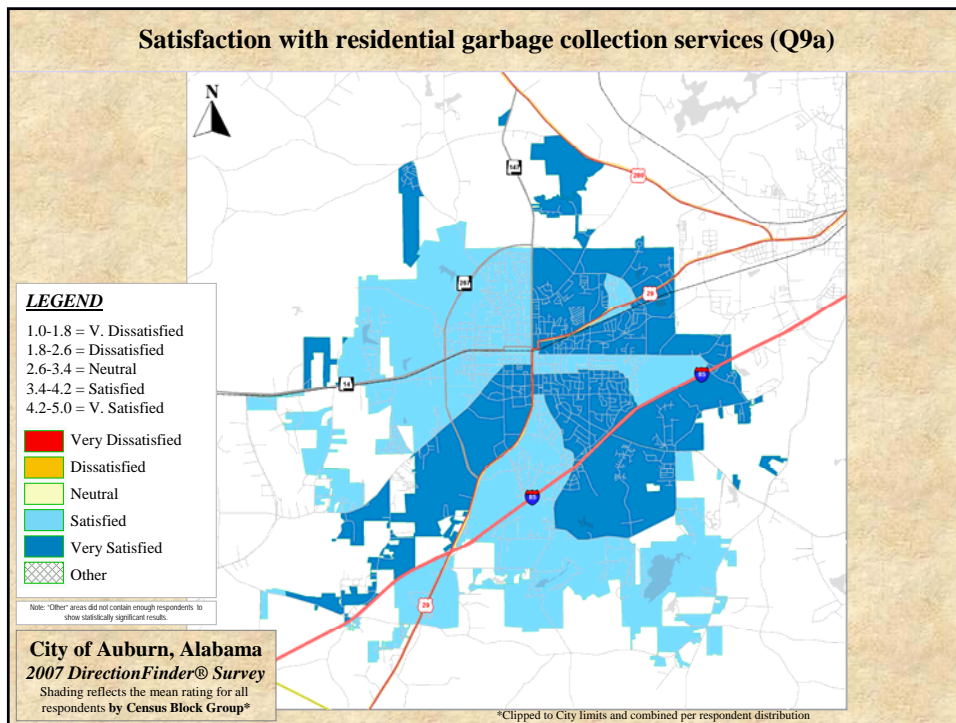 Satisfaction with residential garbage collection services (Q9a)
N
147
280
267
29
14
85
85
29
LEGEND
1.0-1.8 = V. Dissatisfied
1.8-2.6 = Dissatisfied
2.6-3.4 = Neutral
3.4-4.2 = Satisfied
4.2-5.0 = V. Satisfied
Very Dissatisfied
Dissatisfied
Neutral
Satisfied
Very Satisfied
Other
Note: "Other" areas did not contain enough respondents to
show statistically significant results.
City of Auburn, Alabama
2007 DirectionFinder® Survey
Shading reflects the mean rating for all
respondents by Census Block Group*
*Clipped to City limits and combined per respondent distribution